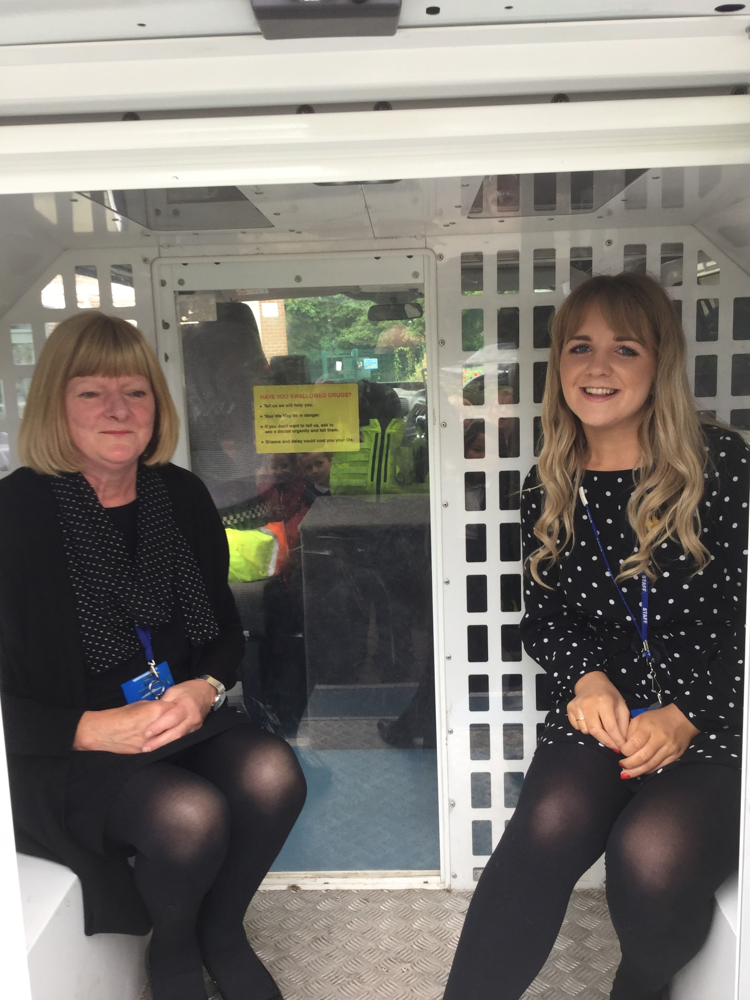 HAVE YOU SWALLOWED DRUGS?
• Tell us we will help you.
• Your life May be in danger.
• If you don't want to tell us, ask to
see a doctor urgently and tell them.
• Silence and delay could cost you your life.
STAFF
STAFF